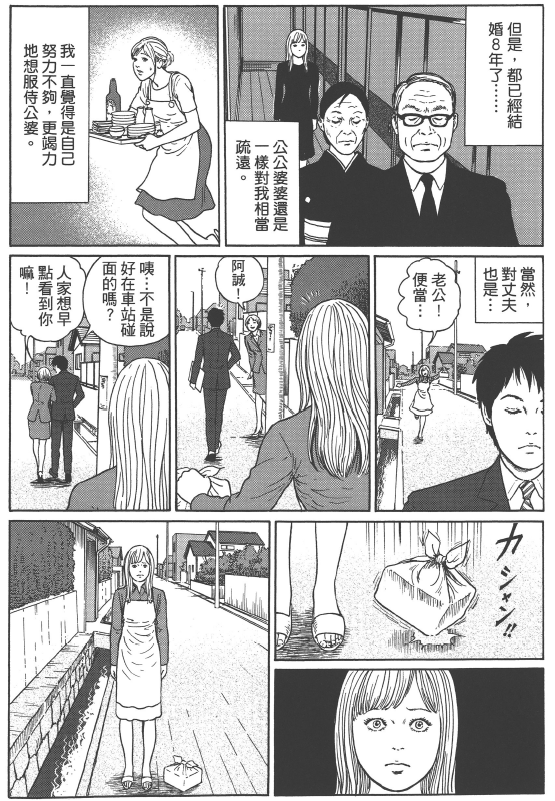 但是，都已經結
婚８年了……
公公婆婆還是
一樣對我相當
疏遠。
我一直覺得是自己
努力不夠，更竭力
地想服侍公婆。
當然，
對丈夫
也是…
老公！
便當…
阿誠！
咦…不是說
好在車站碰
面的嗎？
人家想早
點看到你
嘛！
カシャン!!